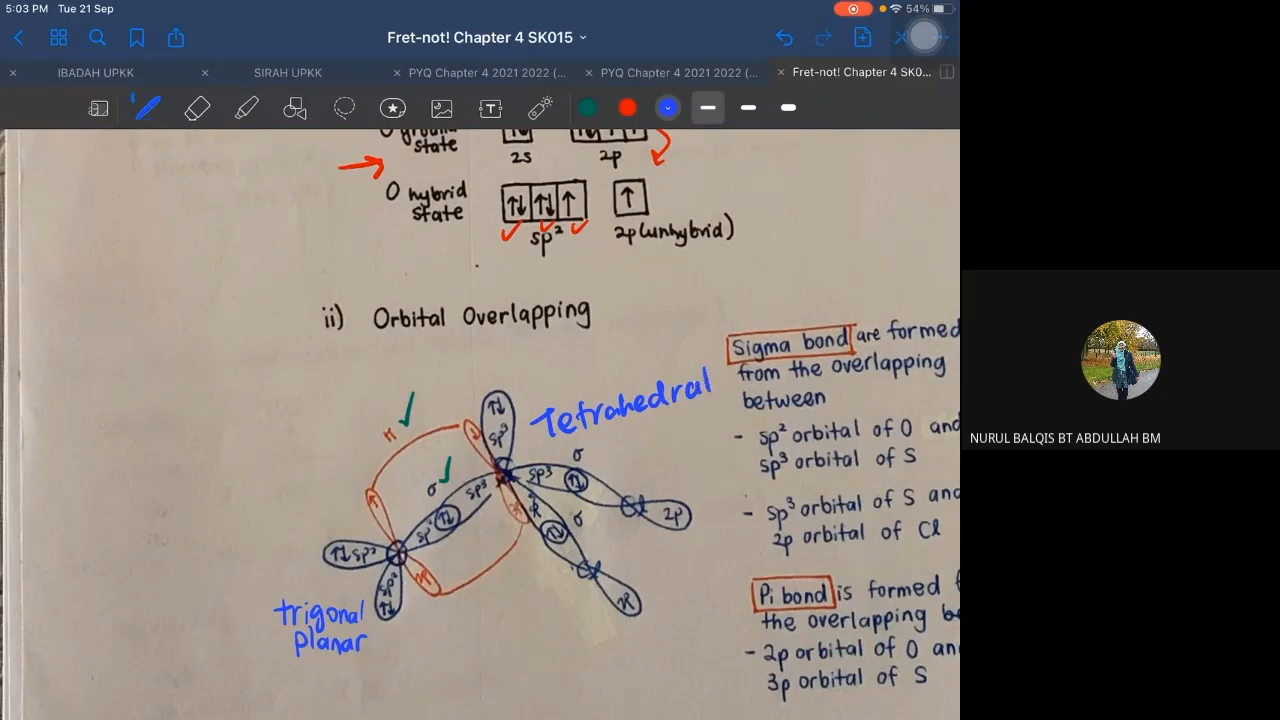 5:03 PM Tue 21 Sep
54%
Fret-not! Chapter 4 SK015
IBADAH UPKK
SIRAH UPKK
PYQ Chapter 4 2021 2022 (...
PYQ Chapter 4 2021 2022 (...
Fret-not! Chapter 4 SK0...
O ground
state
2s
2p
O hybrid
state
sp²
2p(unhybrid)
ii) Orbital Overlapping
Sigma bond are formed
from the overlapping
between
- sp² orbital of O and
sp³ orbital of S
- sp³ orbital of S and
2p orbital of Cl
Pi bond is formed
the overlapping be
- 2p orbital of O an
3p orbital of S
Tetrahedral
π
sp³
σ
sp³
sp³
σ
2p
sp²
σ
sp²
sp²
trigonal
planar
NURUL BALQIS BT ABDULLAH BM